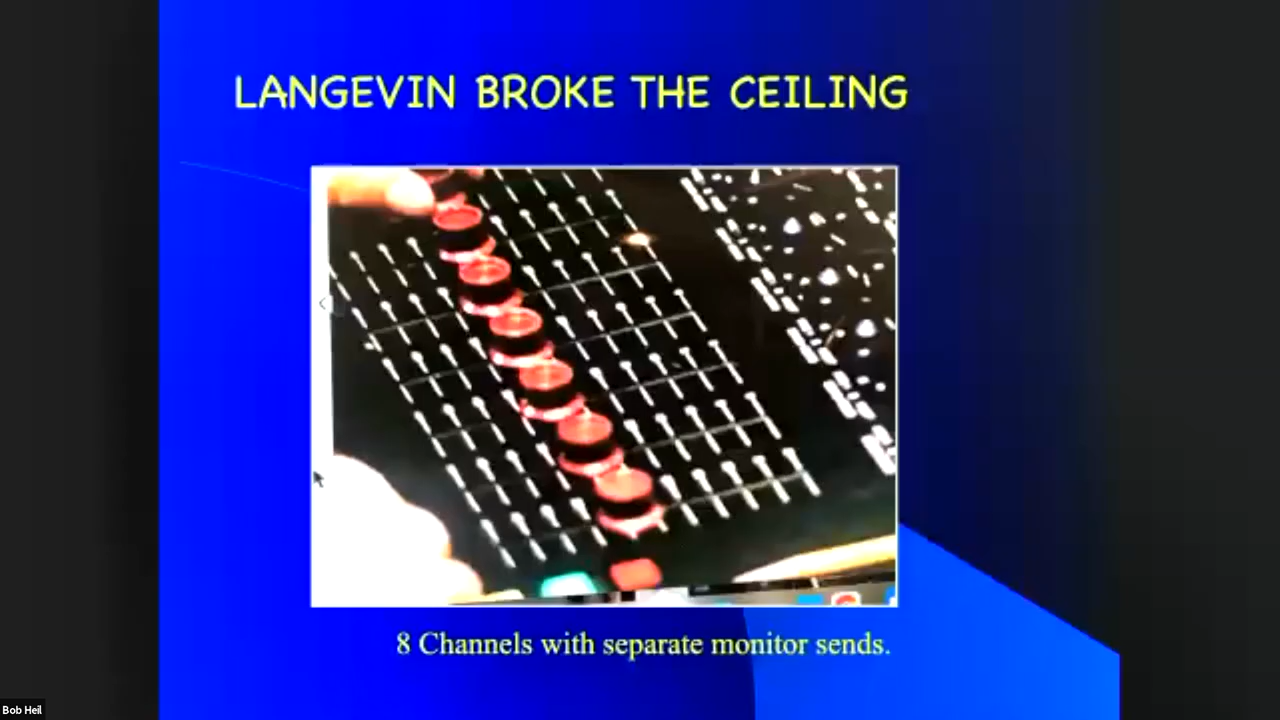 LANGEVIN BROKE THE CEILING
8 Channels with separate monitor sends.
Bob Heil